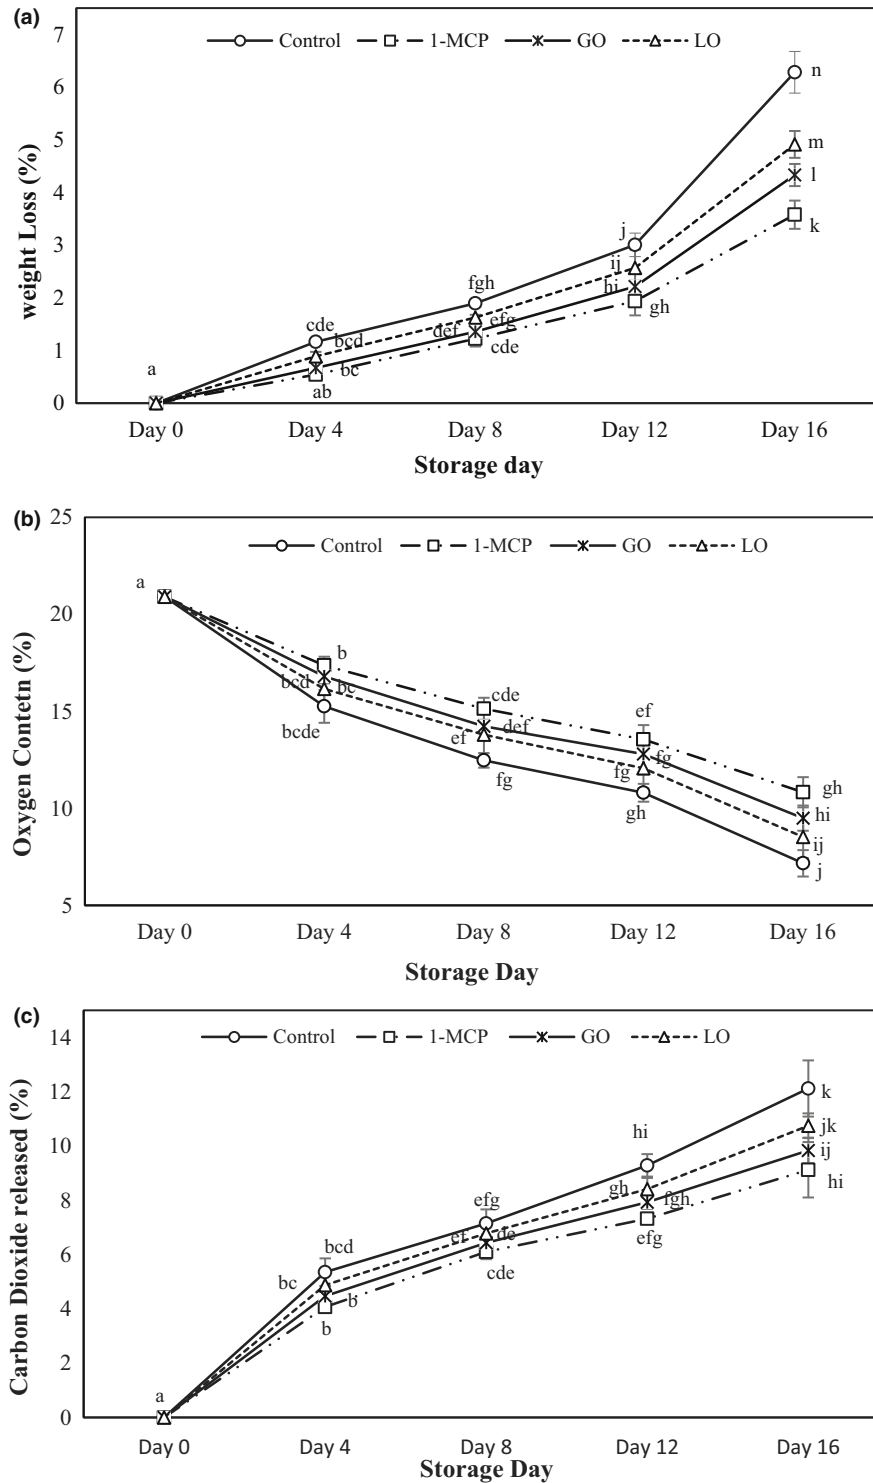 (a)
7
Control 1-MCP GO LO
6
5
4
3
2
1
0
weight Loss (%)
n
m
l
k
j
ij
hi
gh
fgh
efg
def
cde
cde
bcd
bc
ab
a
Day 0 Day 4 Day 8 Day 12 Day 16
Storage day
(b)
25
Control 1-MCP GO LO
20
15
10
5
Oxygen Contetn (%)
a
b
bcd bc
bcde
cde
def
ef
fg
ef
fg
fg
gh
gh
hi
ij
j
Day 0 Day 4 Day 8 Day 12 Day 16
Storage Day
(c)
14
Control 1-MCP GO LO
12
10
8
6
4
2
0
Carbon Dioxide released (%)
k
jk
ij
hi
hi
gh
fgh
efg
efg
ef de
cde
bcd
bc
b
b
a
Day 0 Day 4 Day 8 Day 12 Day 16
Storage Day